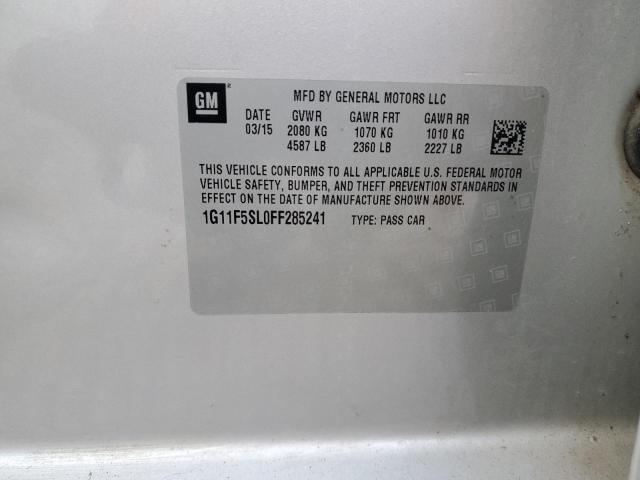 GM
MFD BY GENERAL MOTORS LLC
DATE GVWR GAWR FRT GAWR RR
03/15 2080 KG 1070 KG 1010 KG
4587 LB 2360 LB 2227 LB
THIS VEHICLE CONFORMS TO ALL APPLICABLE U.S. FEDERAL MOTOR
VEHICLE SAFETY, BUMPER, AND THEFT PREVENTION STANDARDS IN
EFFECT ON THE DATE OF MANUFACTURE SHOWN ABOVE.
1G11F5SL0FF285241 TYPE: PASS CAR